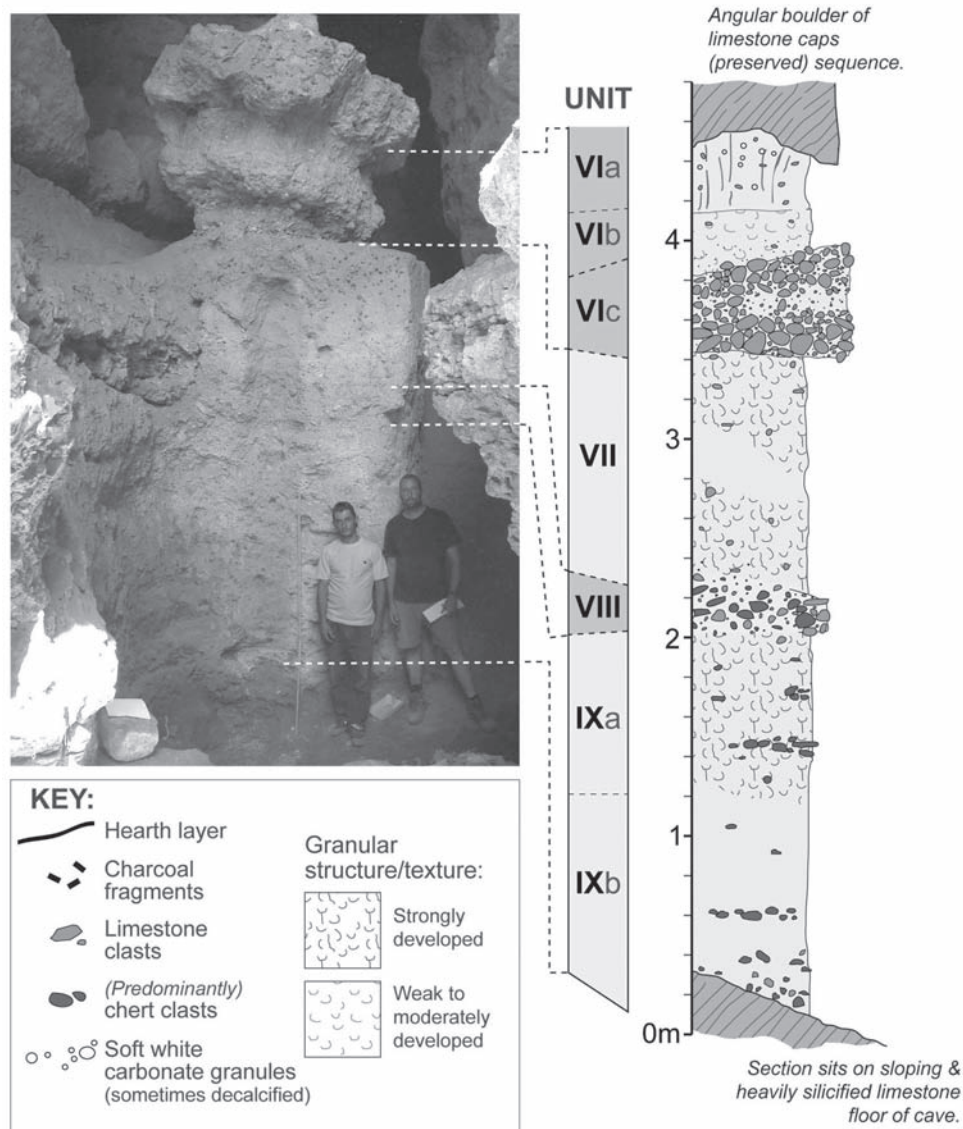 Angular boulder of
limestone caps
(preserved) sequence.
UNIT
VIa
VIb
VIc
VII
VIII
IXa
IXb
4
3
2
1
0m
Section sits on sloping &
heavily silicified limestone
floor of cave.
KEY:
Hearth layer
Charcoal
fragments
Limestone
clasts
(Predominantly)
chert clasts
Soft white
carbonate granules
(sometimes decalcified)
Granular
structure/texture:
Strongly
developed
Weak to
moderately
developed